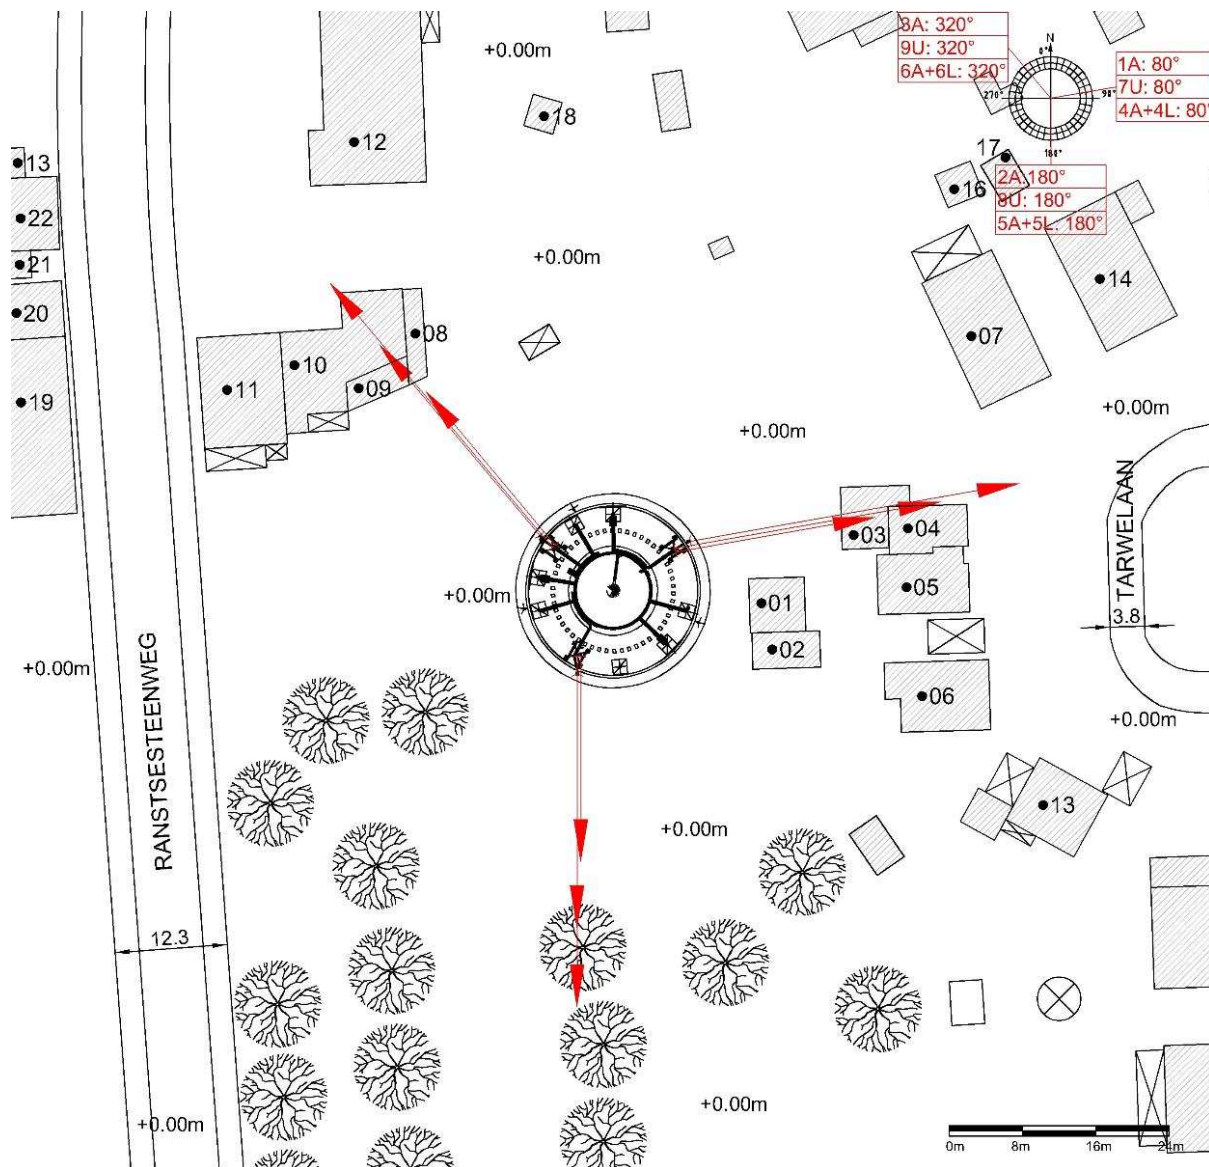 +0.00m
3A: 320°
9U: 320°
6A+6L: 320°
N
0°
270°
90°
180°
1A: 80°
7U: 80°
4A+4L: 80°
18
12
13
17
16
2A:180°
8U: 180°
5A+5L: 180°
22
+0.00m
21
14
20
08
07
10
09
11
19
+0.00m
+0.00m
TARWELAAN
04
03
05
+0.00m
01
3.8
02
+0.00m
RANSTSESTEENWEG
06
+0.00m
13
+0.00m
12.3
+0.00m
+0.00m
0m 8m 16m 24m